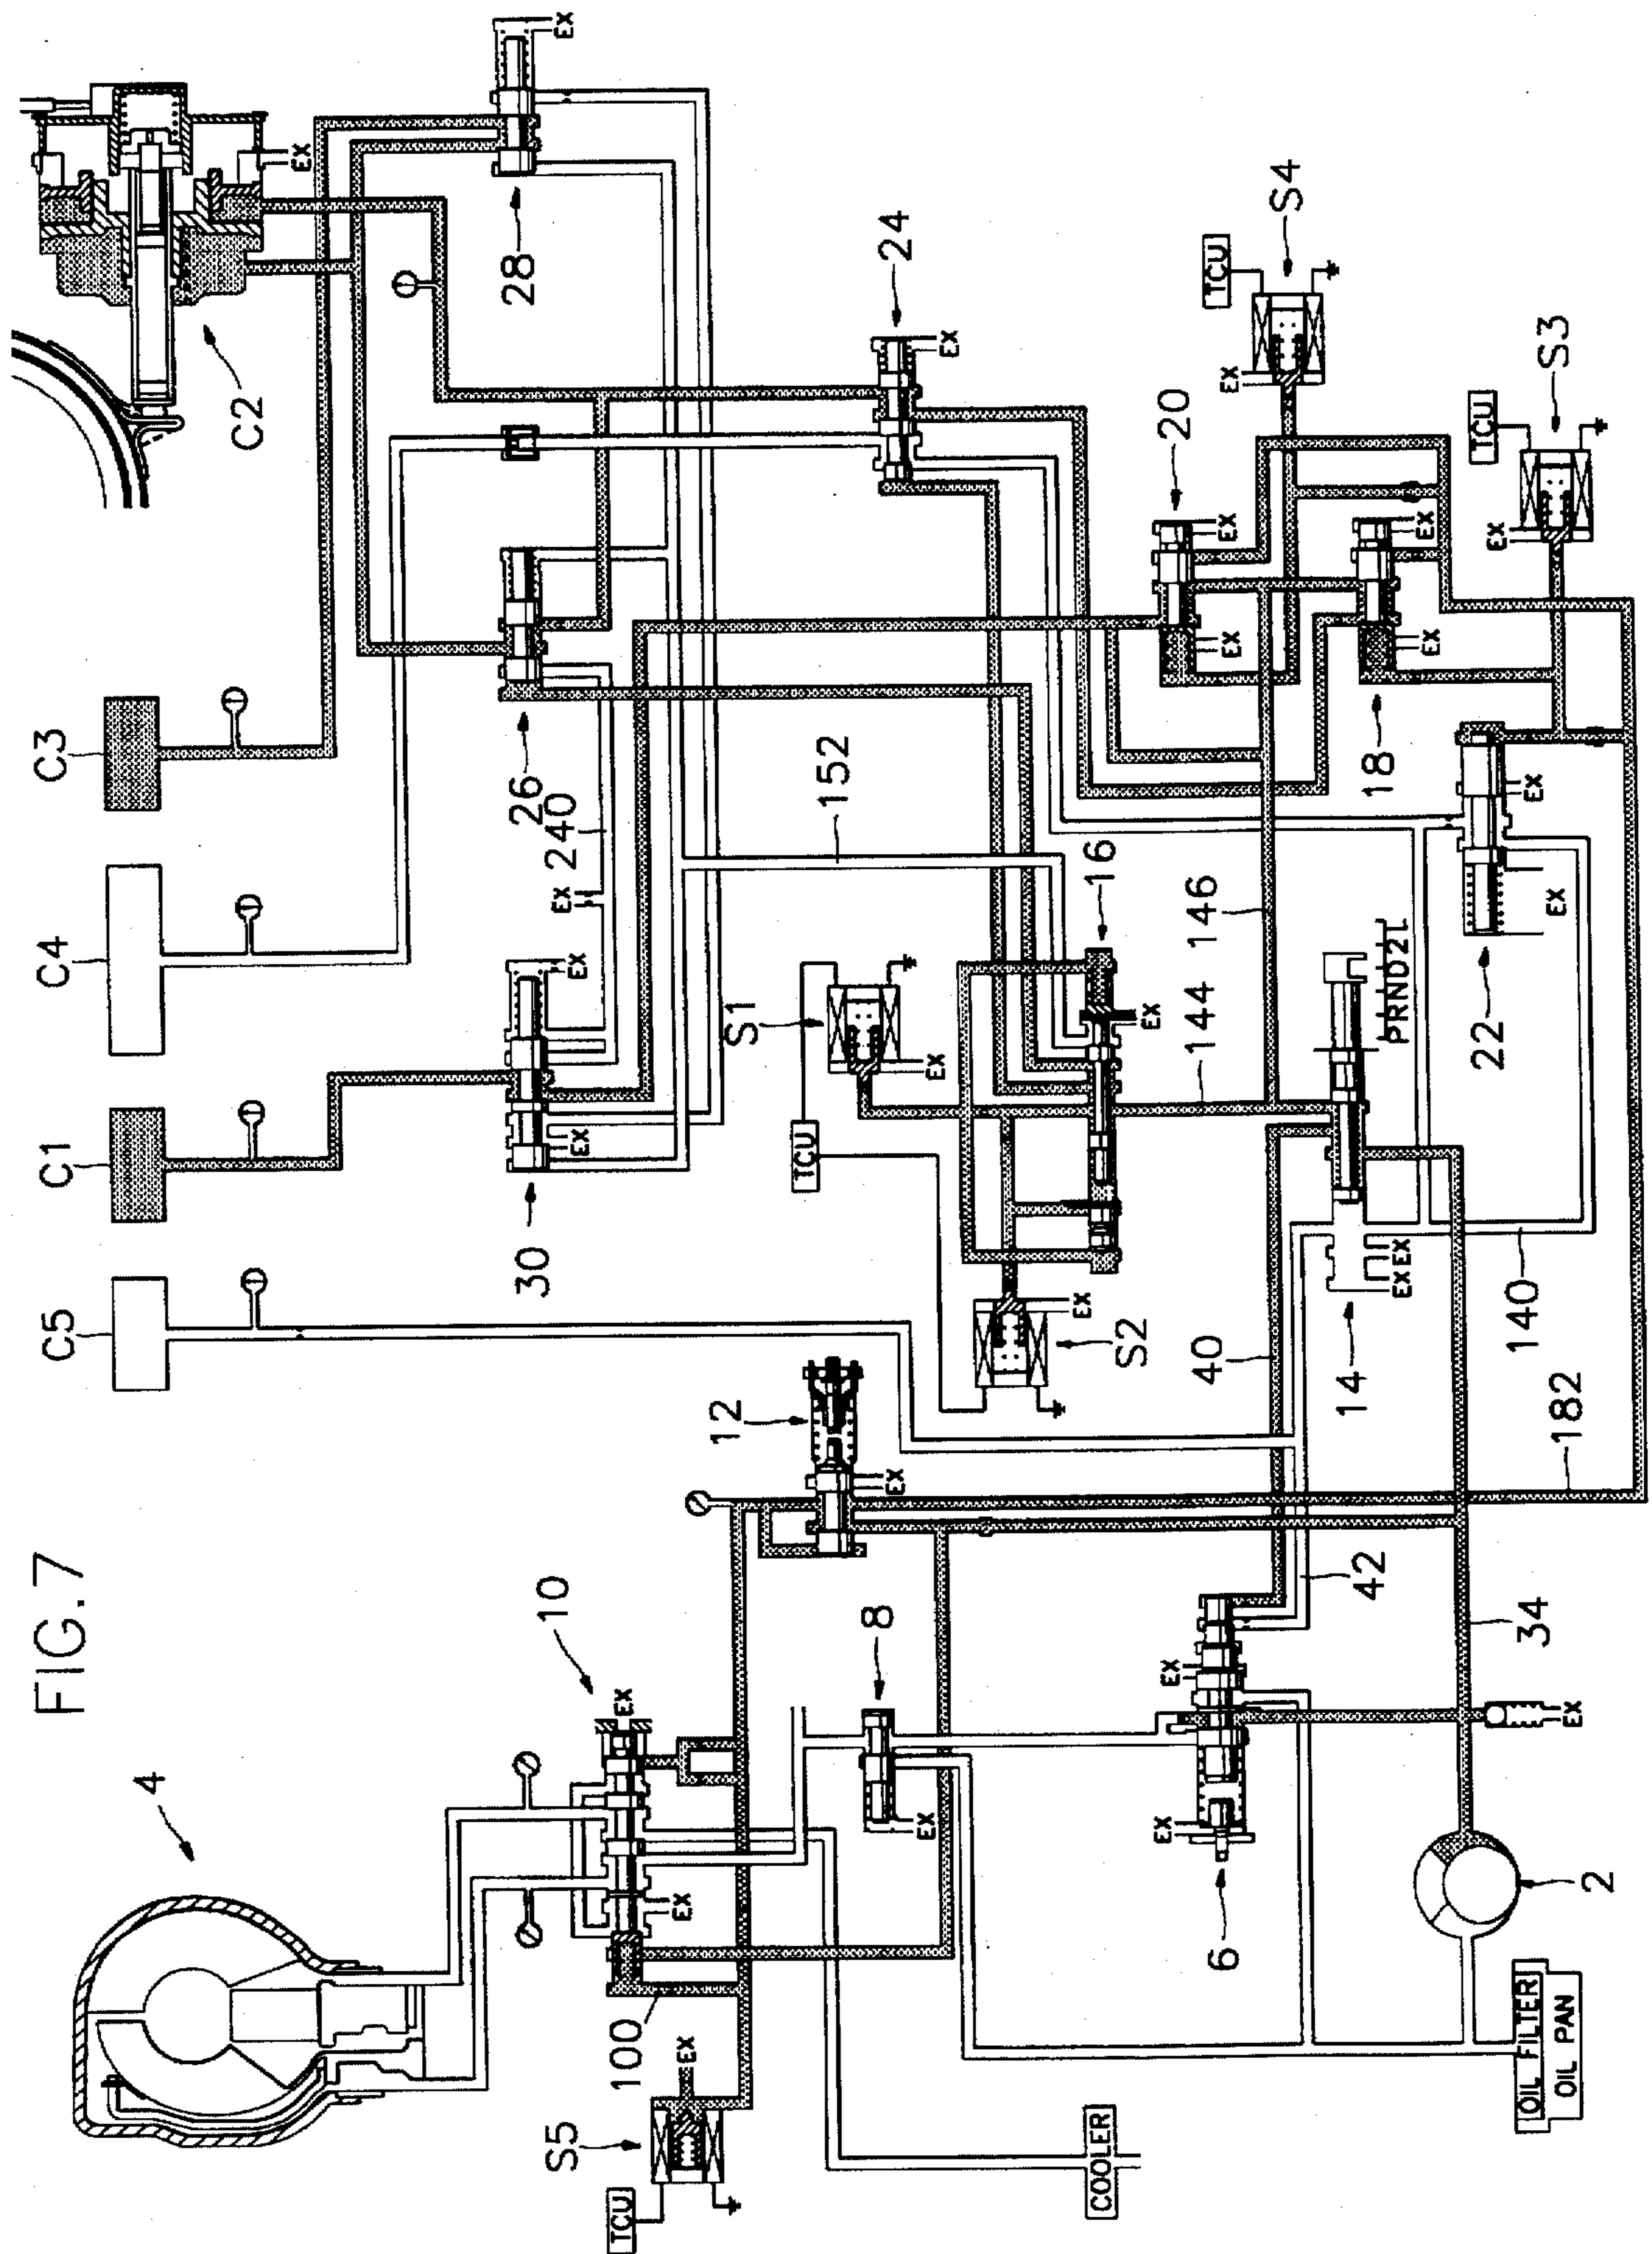 FIG.7
C5
C1
C4
C3
4
C2
EX
TCU
S5
100
10
EX
EX
EX
30
EX
EX
EX
240
26
28
EX
12
EX
S1
TCU
152
8
EX
EX
24
EX
COOLER
S2
EX
16
EX
6
EX
EX
144
146
20
EX
EX
TCU
S4
EX
40
42
14
EX
EX
PRND2L
18
EX
EX
TCU
S3
EX
2
34
140
22
EX
EX
EX
182
OIL FILTER
OIL PAN